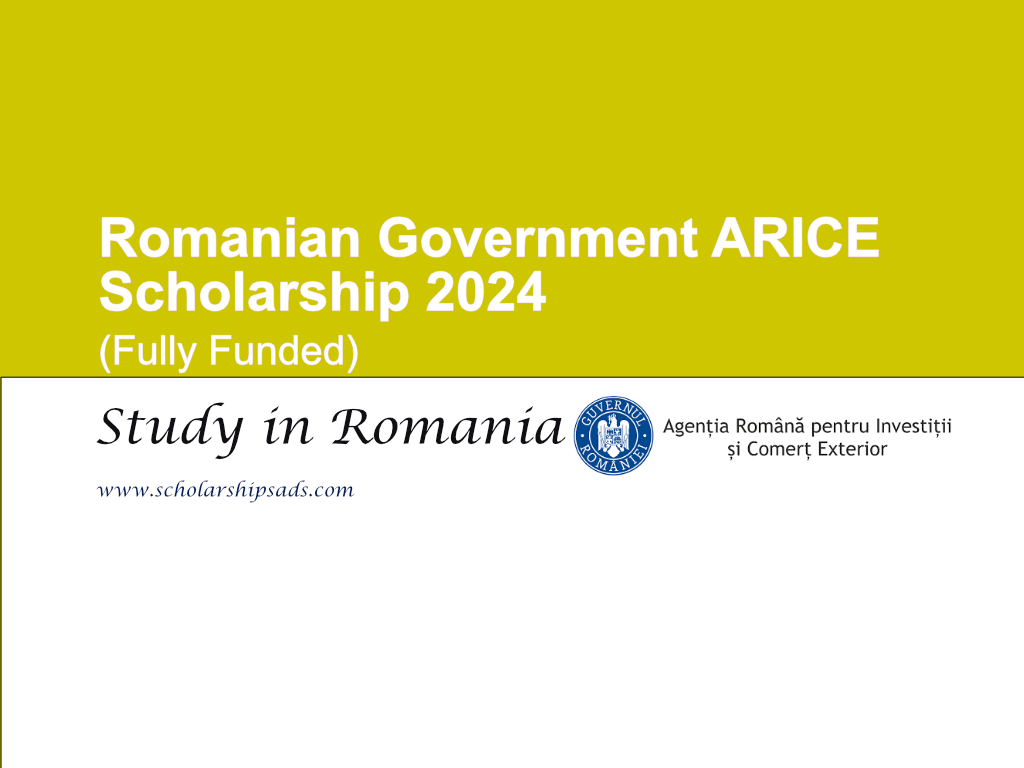 Romanian Government ARICE
Scholarship 2024
(Fully Funded)
Study in Romania
GUVERNUL ROMÂNIEI
Agenția Română pentru Investiții
și Comerț Exterior
www.scholarshipsads.com